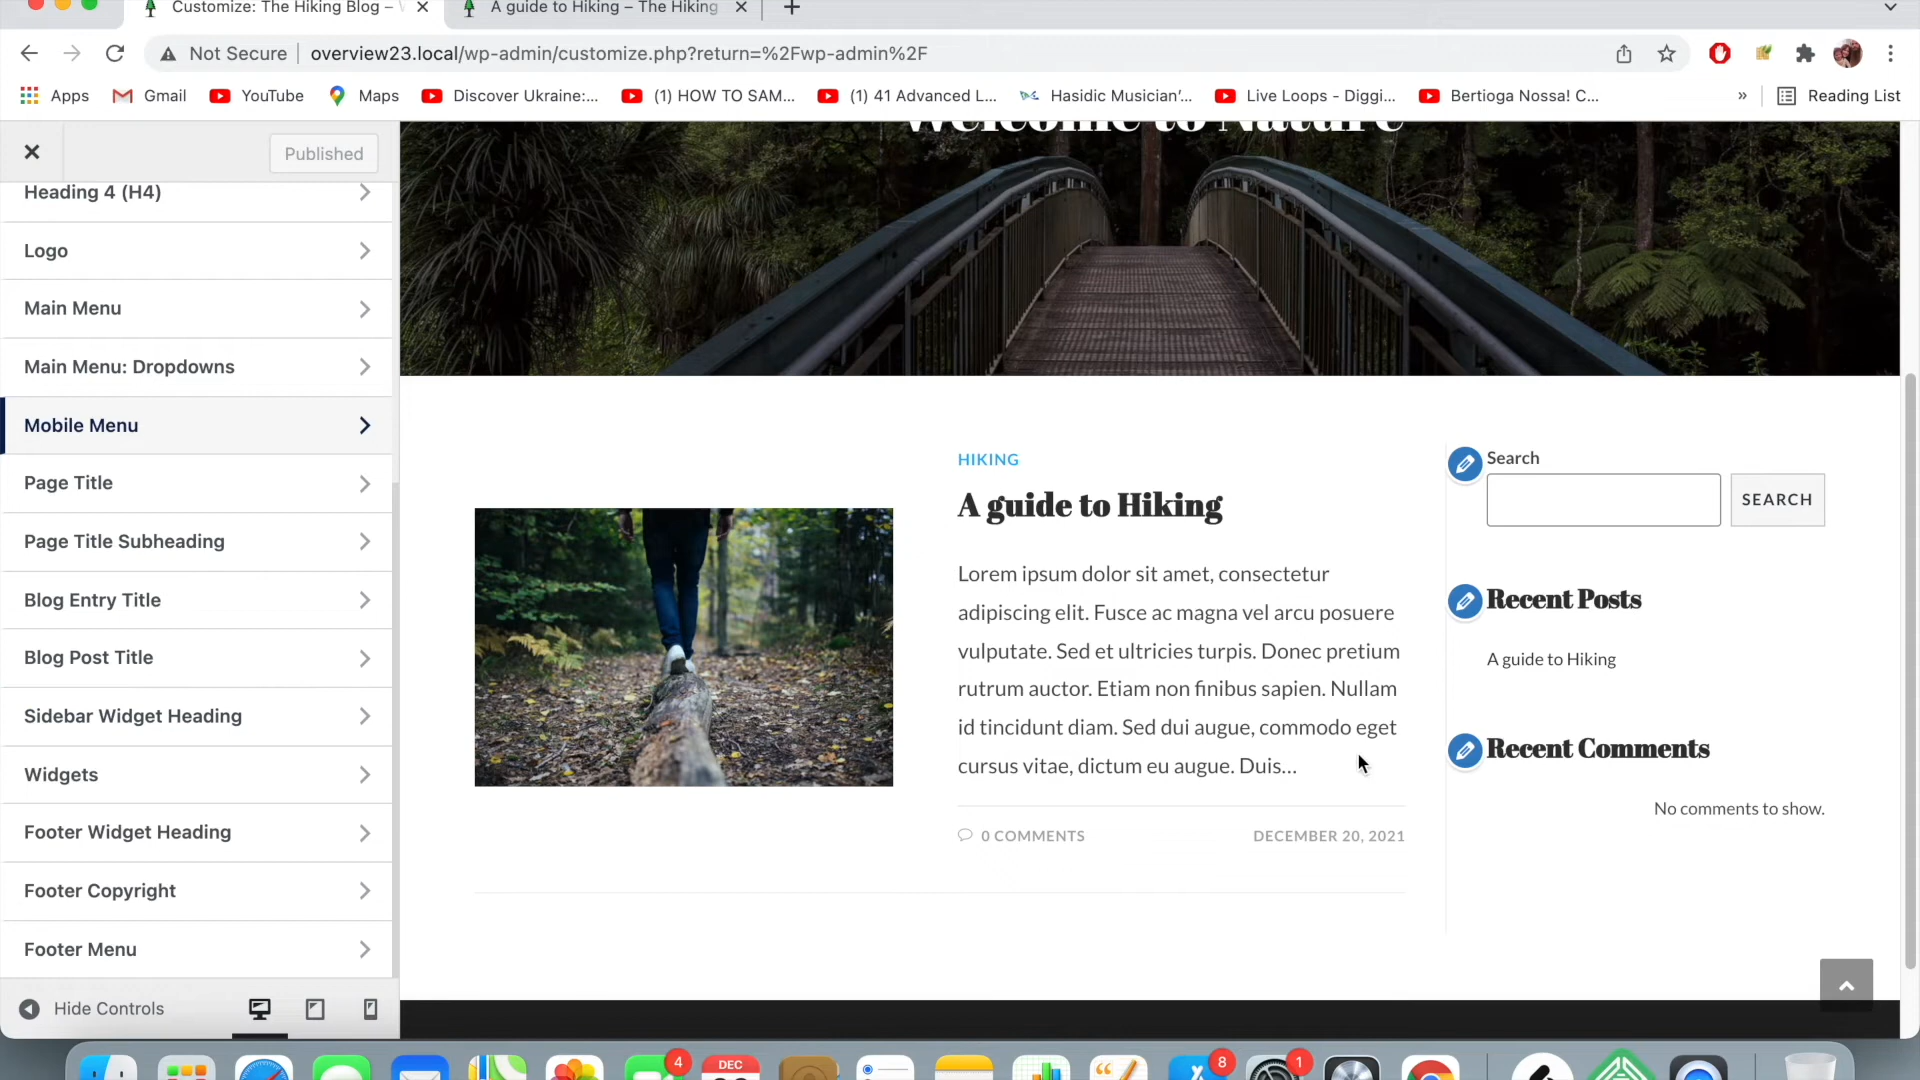 Customize: The Hiking Blog –
A guide to Hiking – The Hiking
Not Secure
overview23.local/wp-admin/customize.php?return=%2Fwp-admin%2F
Apps
Gmail
YouTube
Maps
Discover Ukraine:...
(1) HOW TO SAM...
(1) 41 Advanced L...
Hasidic Musician'...
Live Loops - Diggi...
Bertioga Nossa! C...
»
Reading List
Published
Welcome to Nature
Heading 4 (H4)
Logo
Main Menu
Main Menu: Dropdowns
Mobile Menu
Page Title
Page Title Subheading
Blog Entry Title
Blog Post Title
Sidebar Widget Heading
Widgets
Footer Widget Heading
Footer Copyright
Footer Menu
Hide Controls
HIKING
A guide to Hiking
Lorem ipsum dolor sit amet, consectetur
adipiscing elit. Fusce ac magna vel arcu posuere
vulputate. Sed et ultricies turpis. Donec pretium
rutrum auctor. Etiam non finibus sapien. Nullam
id tincidunt diam. Sed dui augue, commodo eget
cursus vitae, dictum eu augue. Duis...
0 COMMENTS
DECEMBER 20, 2021
Search
SEARCH
Recent Posts
A guide to Hiking
Recent Comments
No comments to show.
4
DEC
8
1